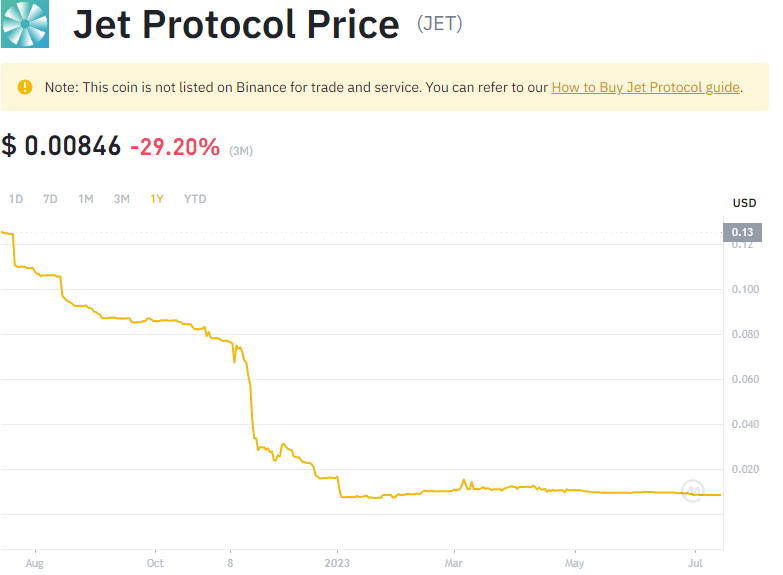 Jet Protocol Price (JET)
Note: This coin is not listed on Binance for trade and service. You can refer to our How to Buy Jet Protocol guide.
$ 0.00846 -29.20% (3M)
1D 7D 1M 3M 1Y YTD
USD
0.13
0.12
0.100
0.080
0.060
0.040
0.020
Aug Oct 8 2023 Mar May Jul